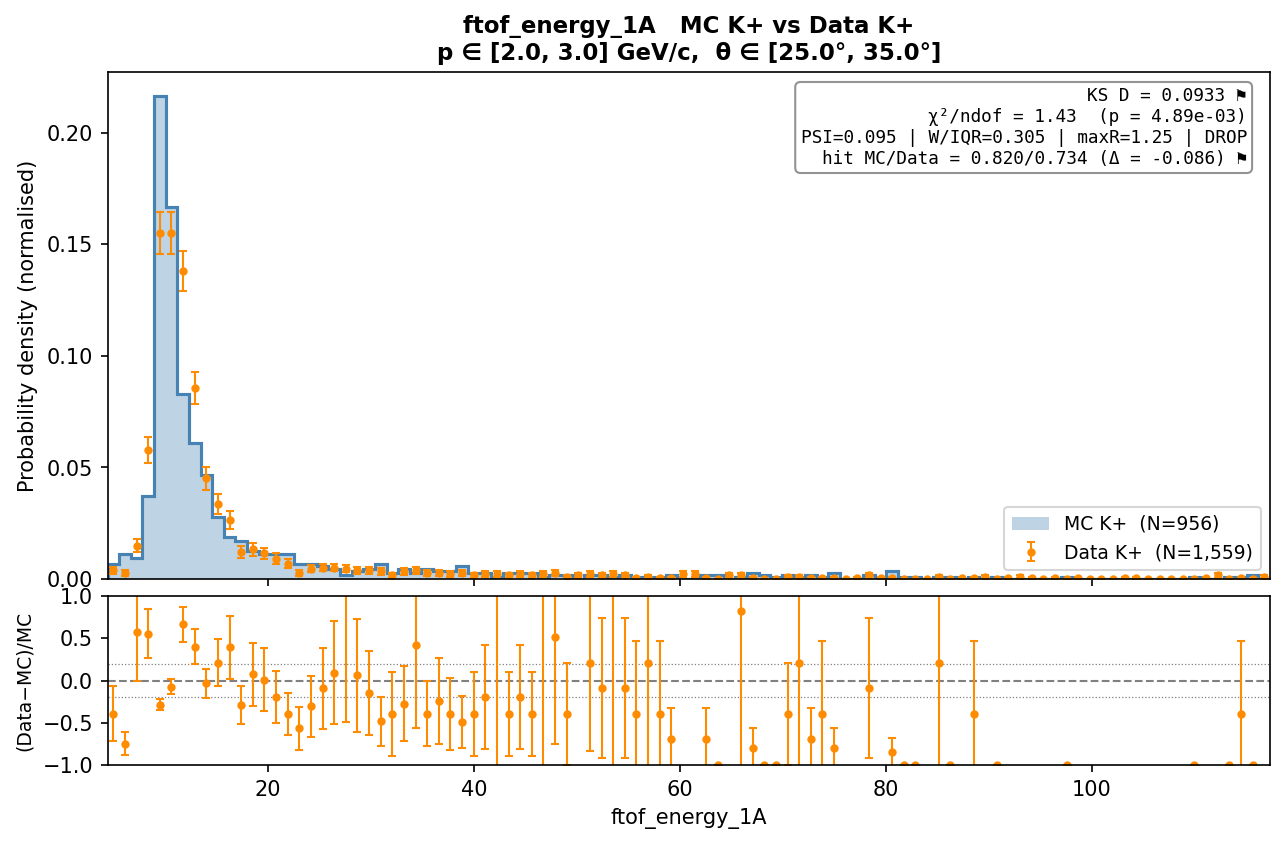 ftof_energy_1A   MC K+ vs Data K+
p ∈ [2.0, 3.0] GeV/c,  θ ∈ [25.0°, 35.0°]
KS D = 0.0933 ⚑
χ²/ndof = 1.43  (p = 4.89e-03)
PSI=0.095 | W/IQR=0.305 | maxR=1.25 | DROP
hit MC/Data = 0.820/0.734 (Δ = -0.086) ⚑
Probability density (normalised)
0.20
0.15
0.10
0.05
0.00
MC K+  (N=956)
Data K+  (N=1,559)
(Data−MC)/MC
1.0
0.5
0.0
−0.5
−1.0
20
40
60
80
100
ftof_energy_1A